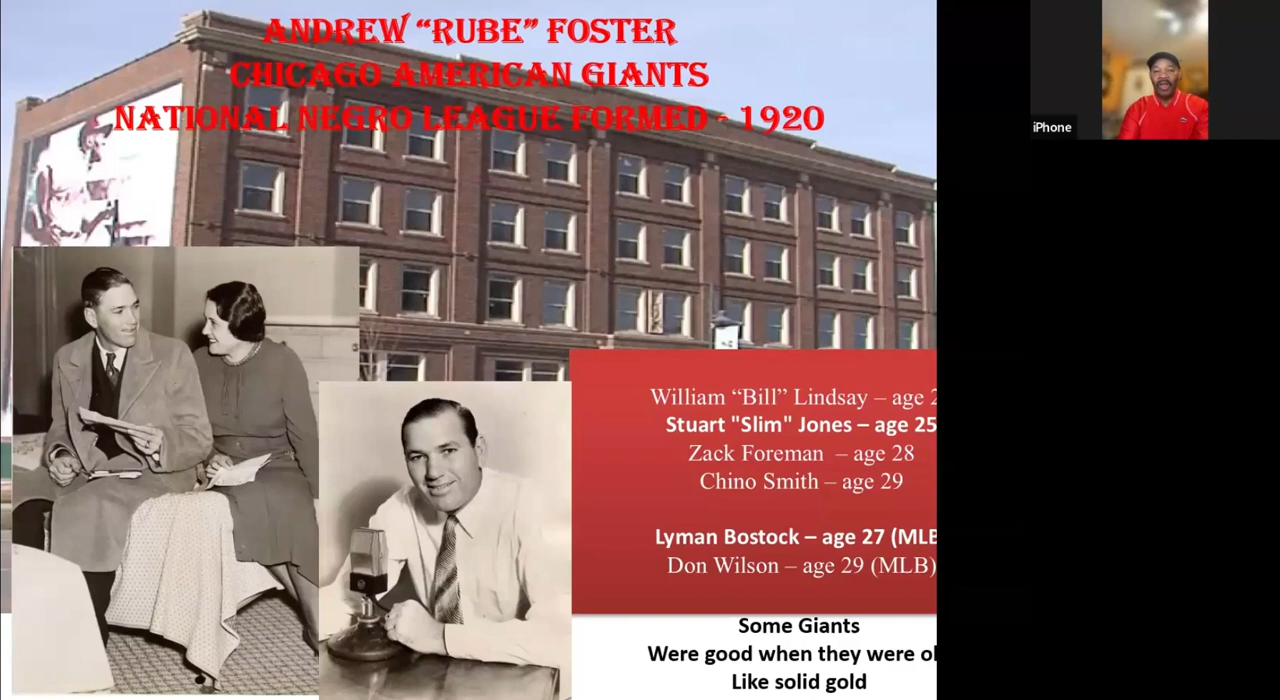 ANDREW “RUBE” FOSTER
CHICAGO AMERICAN GIANTS
NATIONAL NEGRO LEAGUE FORMED - 1920
iPhone
William “Bill” Lindsay – age
Stuart "Slim" Jones – age 25
Zack Foreman – age 28
Chino Smith – age 29
Lyman Bostock – age 27 (MLB
Don Wilson – age 29 (MLB)
Some Giants
Were good when they were
Like solid gold